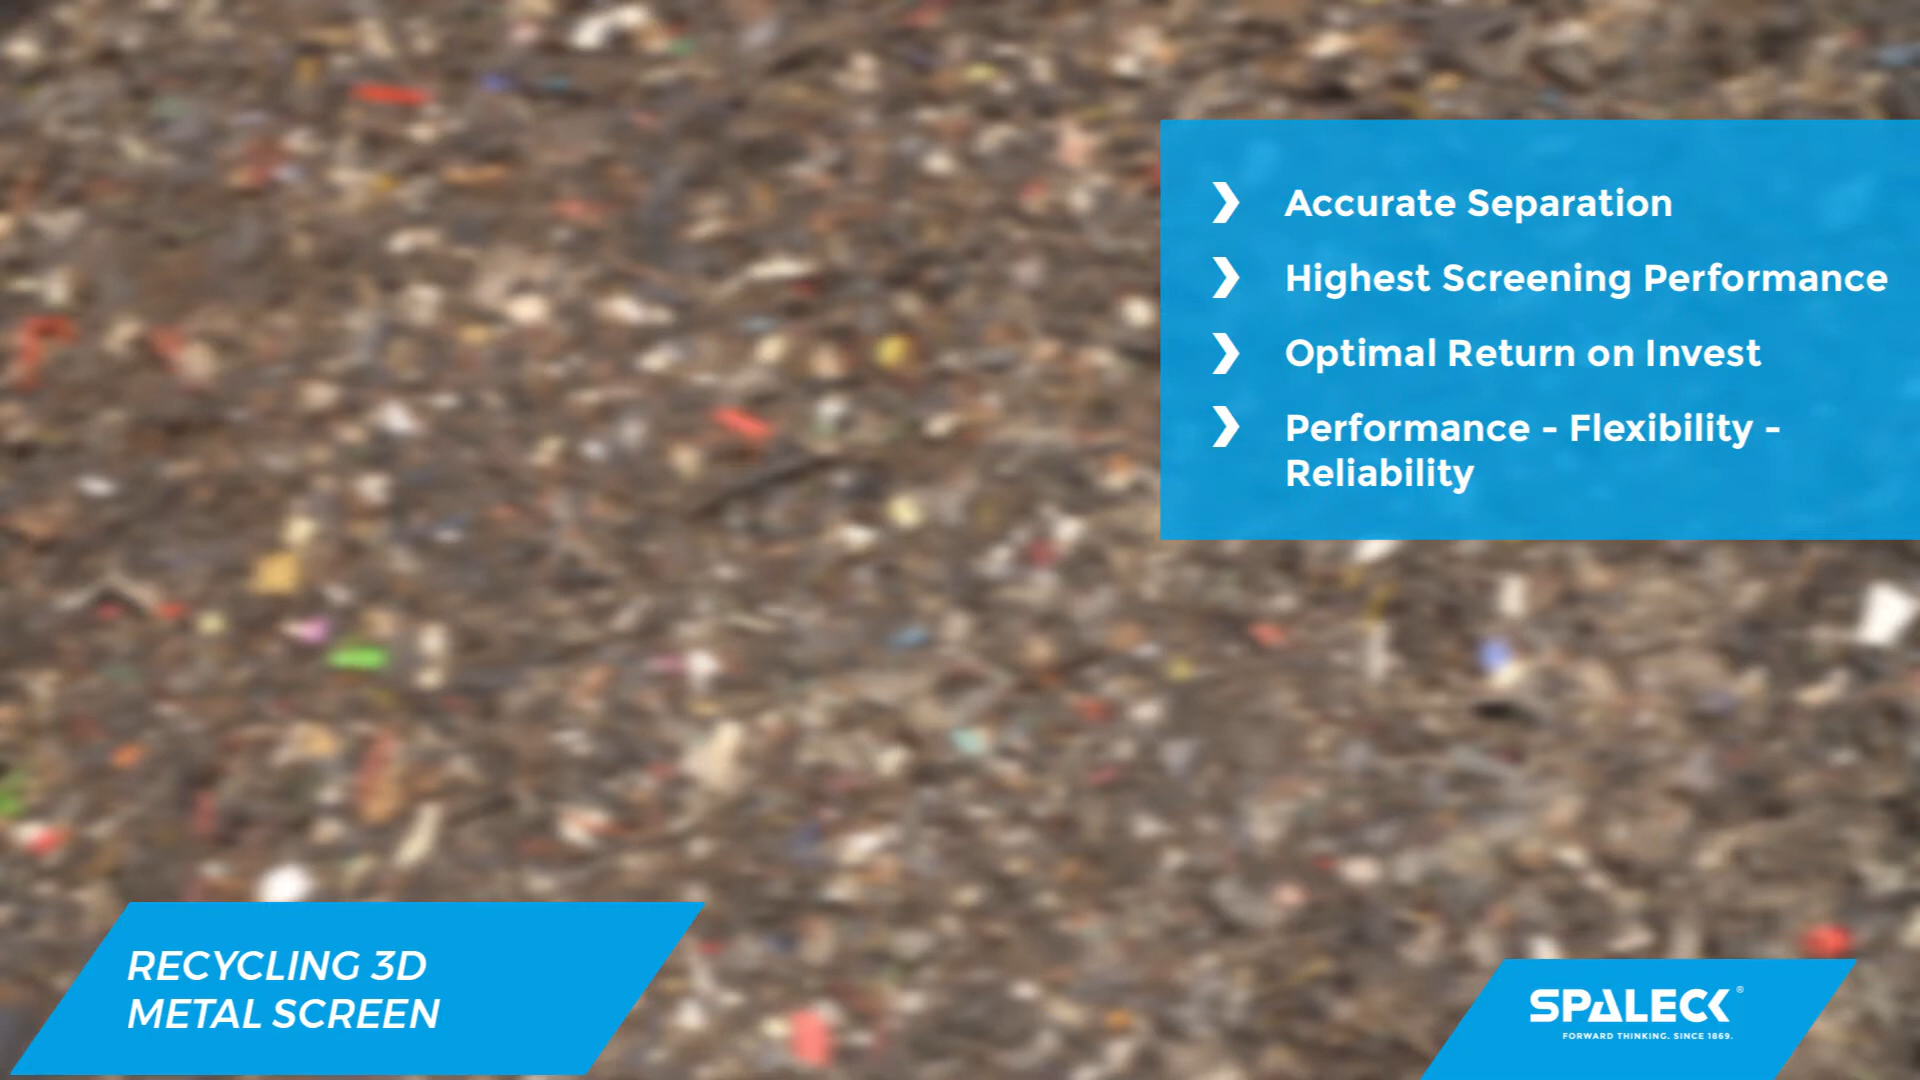 Accurate Separation
Highest Screening Performance
Optimal Return on Invest
Performance - Flexibility -
Reliability
RECYCLING 3D
METAL SCREEN
SPALECK®
FORWARD THINKING. SINCE 1869.